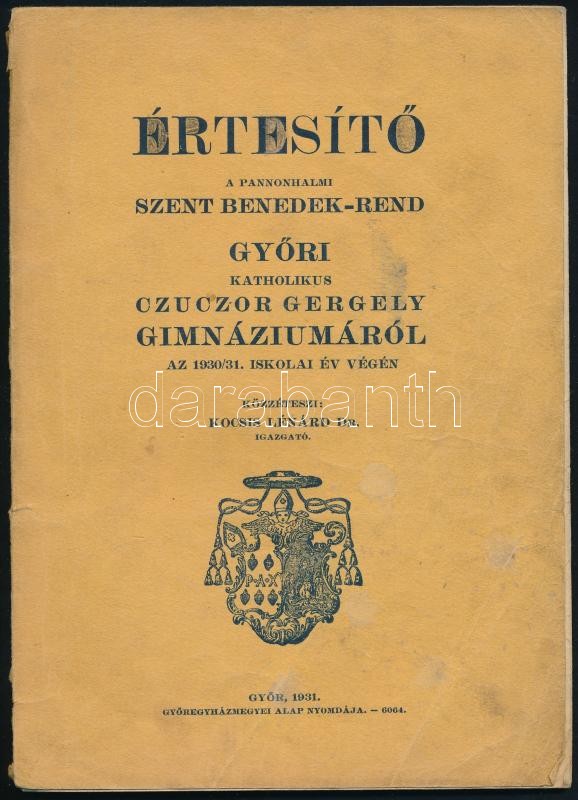 ÉRTESÍTŐ
A PANNONHALMI
SZENT BENEDEK-REND
GYŐRI
KATHOLIKUS
CZUCZOR GERGELY
GIMNÁZIUMÁRÓL
AZ 1930/31. ISKOLAI ÉV VÉGÉN
darabanth
KÖZZÉTESZI:
KOCSIS LÉNÁRD DR.
IGAZGATÓ.
P·A·X
GYŐR, 1931.
GYŐREGYHÁZMEGYEI ALAP NYOMDÁJA. – 6064.